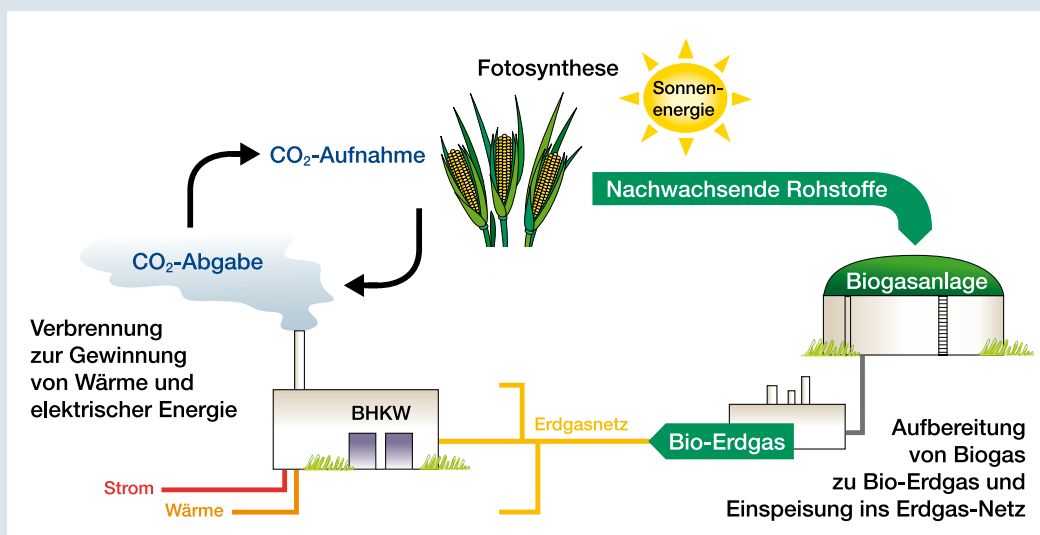 Fotosynthese
Sonnen-
energie
CO₂-Aufnahme
Nachwachsende Rohstoffe
CO₂-Abgabe
Biogasanlage
Verbrennung
zur Gewinnung
von Wärme und
elektrischer Energie
BHKW
Erdgasnetz
Bio-Erdgas
Aufbereitung
von Biogas
zu Bio-Erdgas und
Einspeisung ins Erdgas-Netz
Strom
Wärme